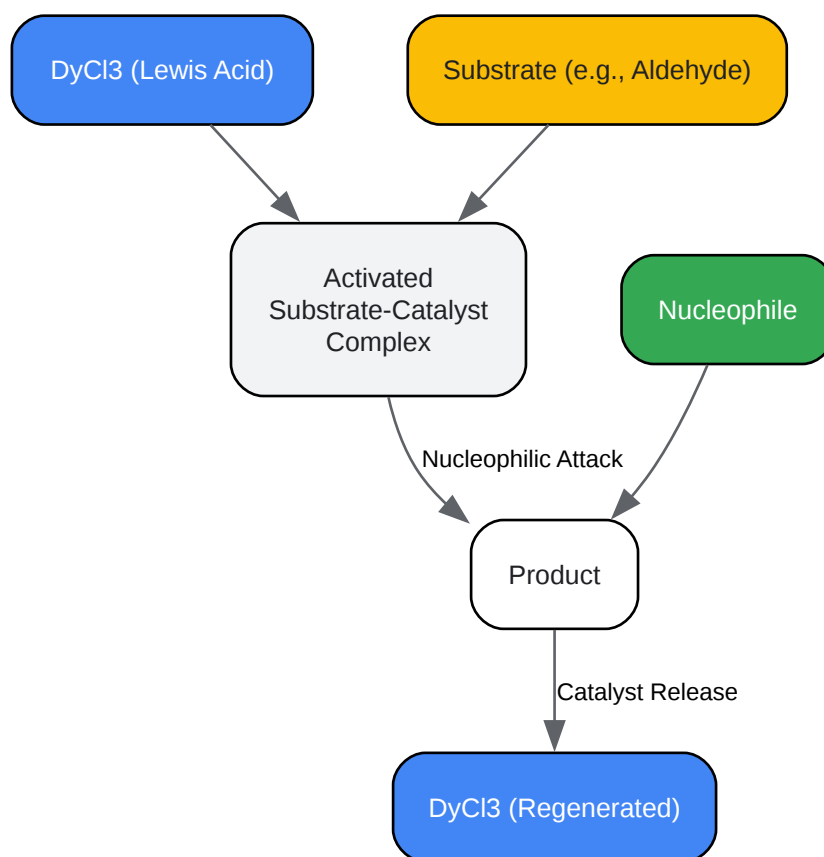 DyCl3 (Lewis Acid)
Substrate (e.g., Aldehyde)
Activated
Substrate-Catalyst
Complex
Nucleophile
Nucleophilic Attack
Product
Catalyst Release
DyCl3 (Regenerated)